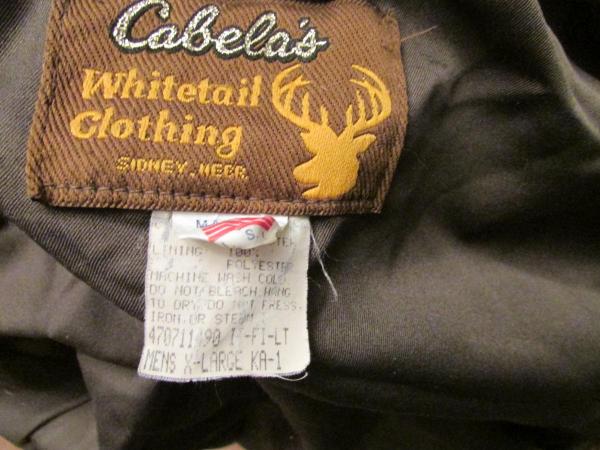 Cabela's
Whitetail
Clothing
SIDNEY, NEBR.
LINING: 100%
POLYESTER
MACHINE WASH COLD
DO NOT BLEACH. HANG
TO DRY. DO NOT PRESS,
IRON OR STEAM
MENS X-LARGE KA-1